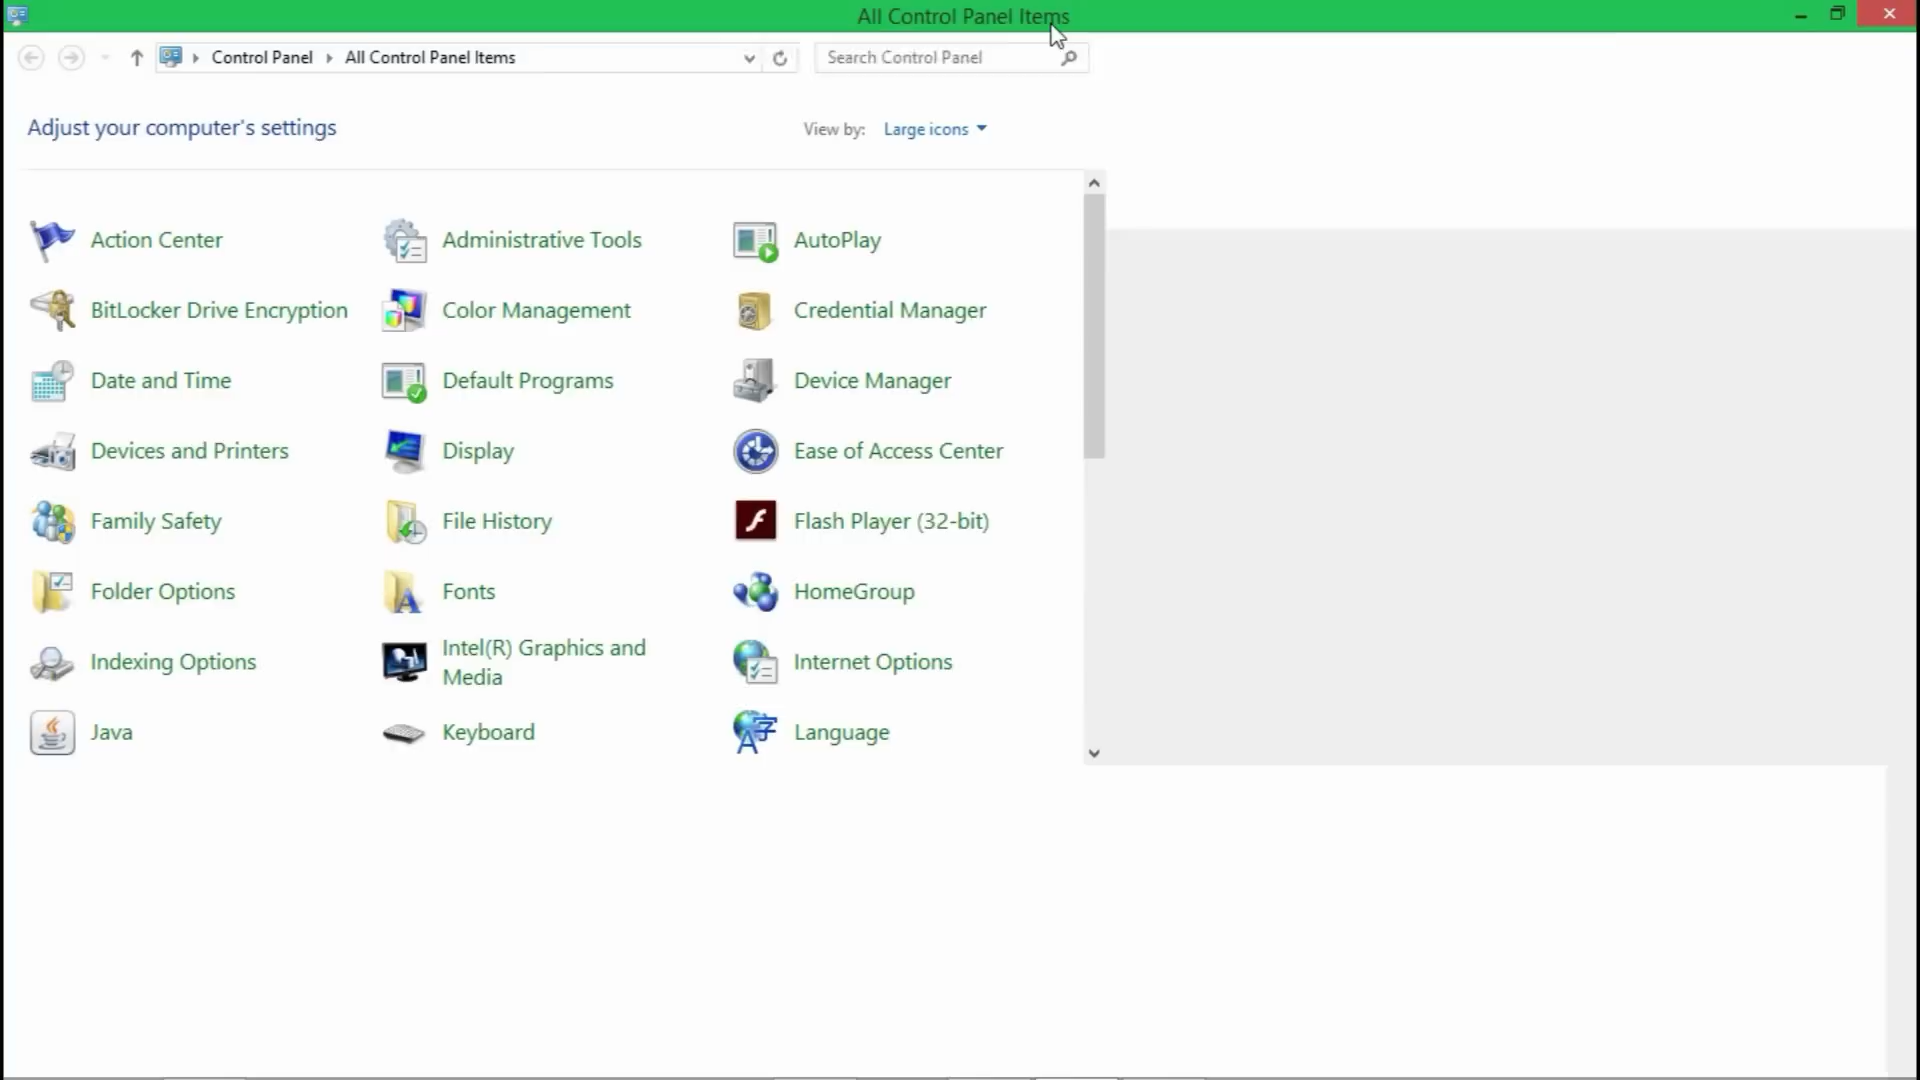 All Control Panel Items
Control Panel All Control Panel Items
Search Control Panel
Adjust your computer's settings
View by: Large icons
Action Center
Administrative Tools
AutoPlay
BitLocker Drive Encryption
Color Management
Credential Manager
Date and Time
Default Programs
Device Manager
Devices and Printers
Display
Ease of Access Center
Family Safety
File History
Flash Player (32-bit)
Folder Options
Fonts
HomeGroup
Indexing Options
Intel(R) Graphics and
Media
Internet Options
Java
Keyboard
Language